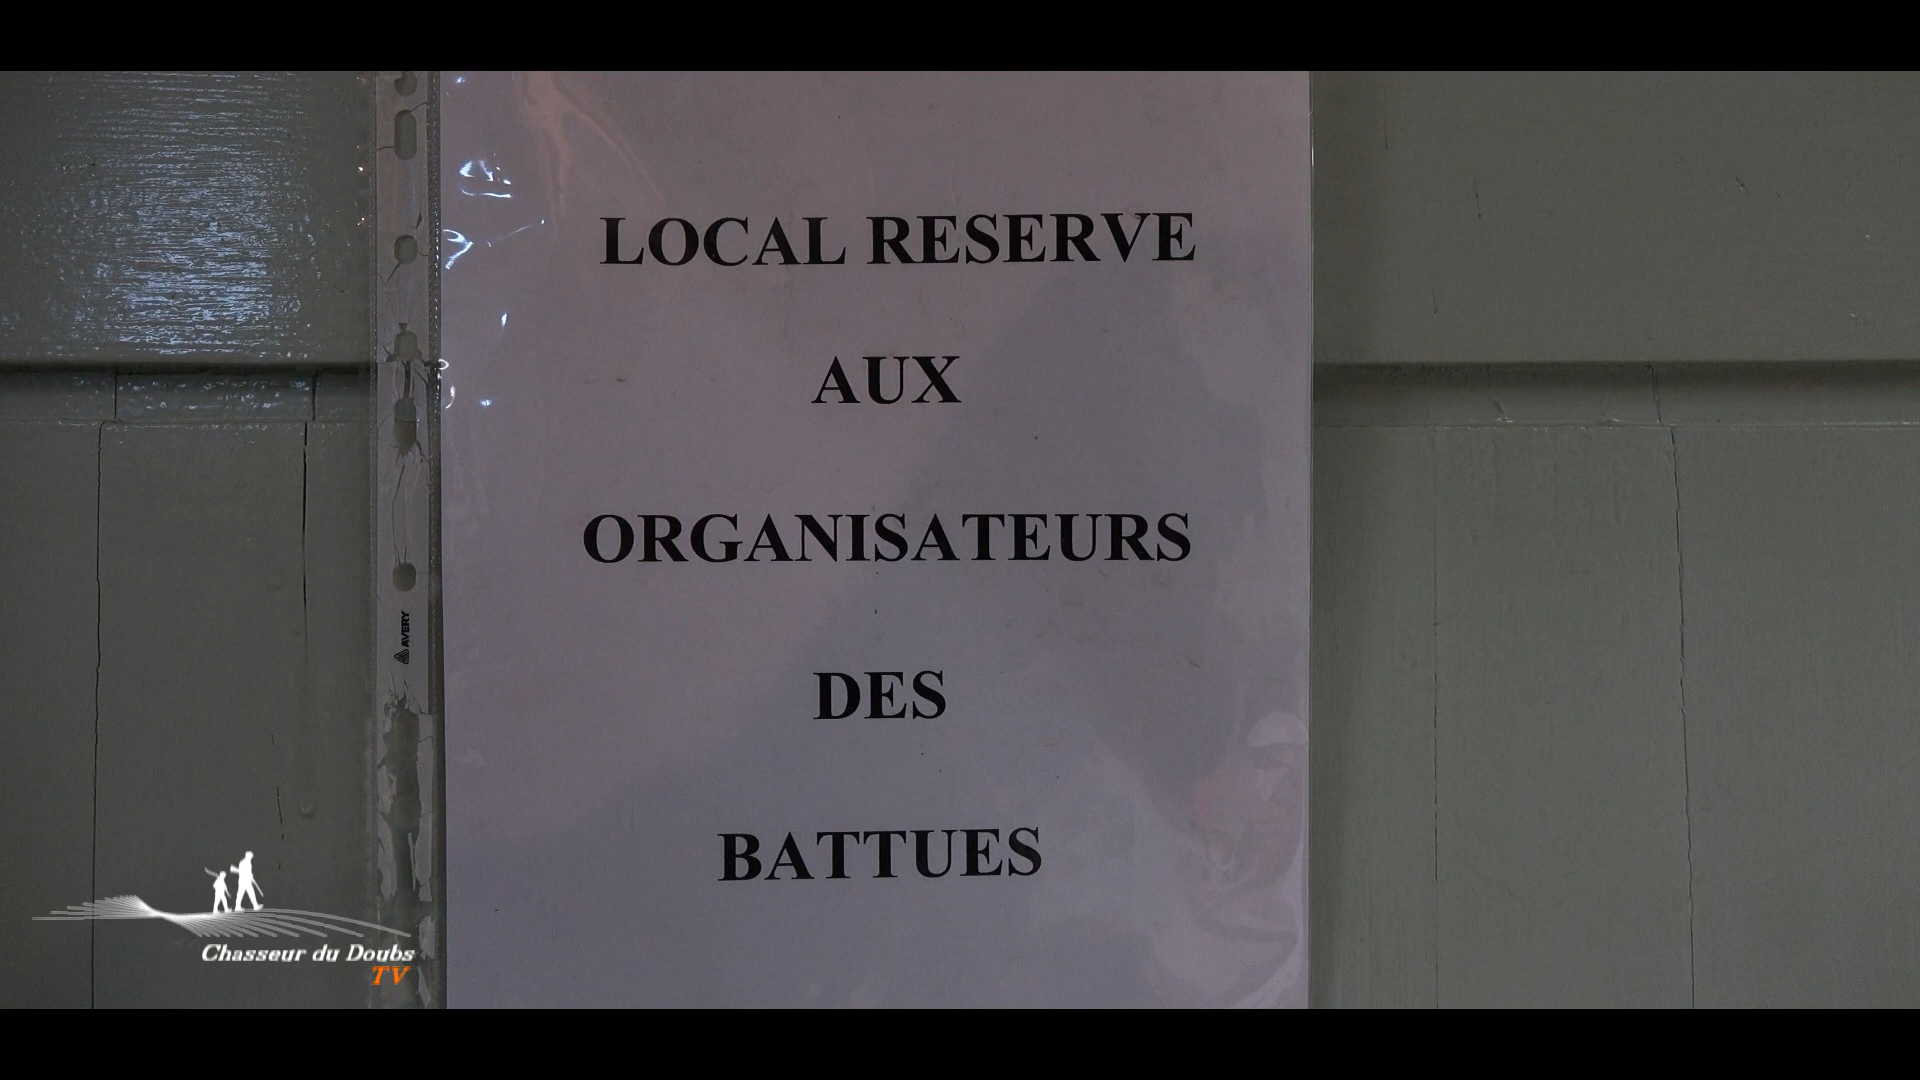 LOCAL RESERVE
AUX
ORGANISATEURS
DES
BATTUES
AVERY
Chasseur du Doubs
TV